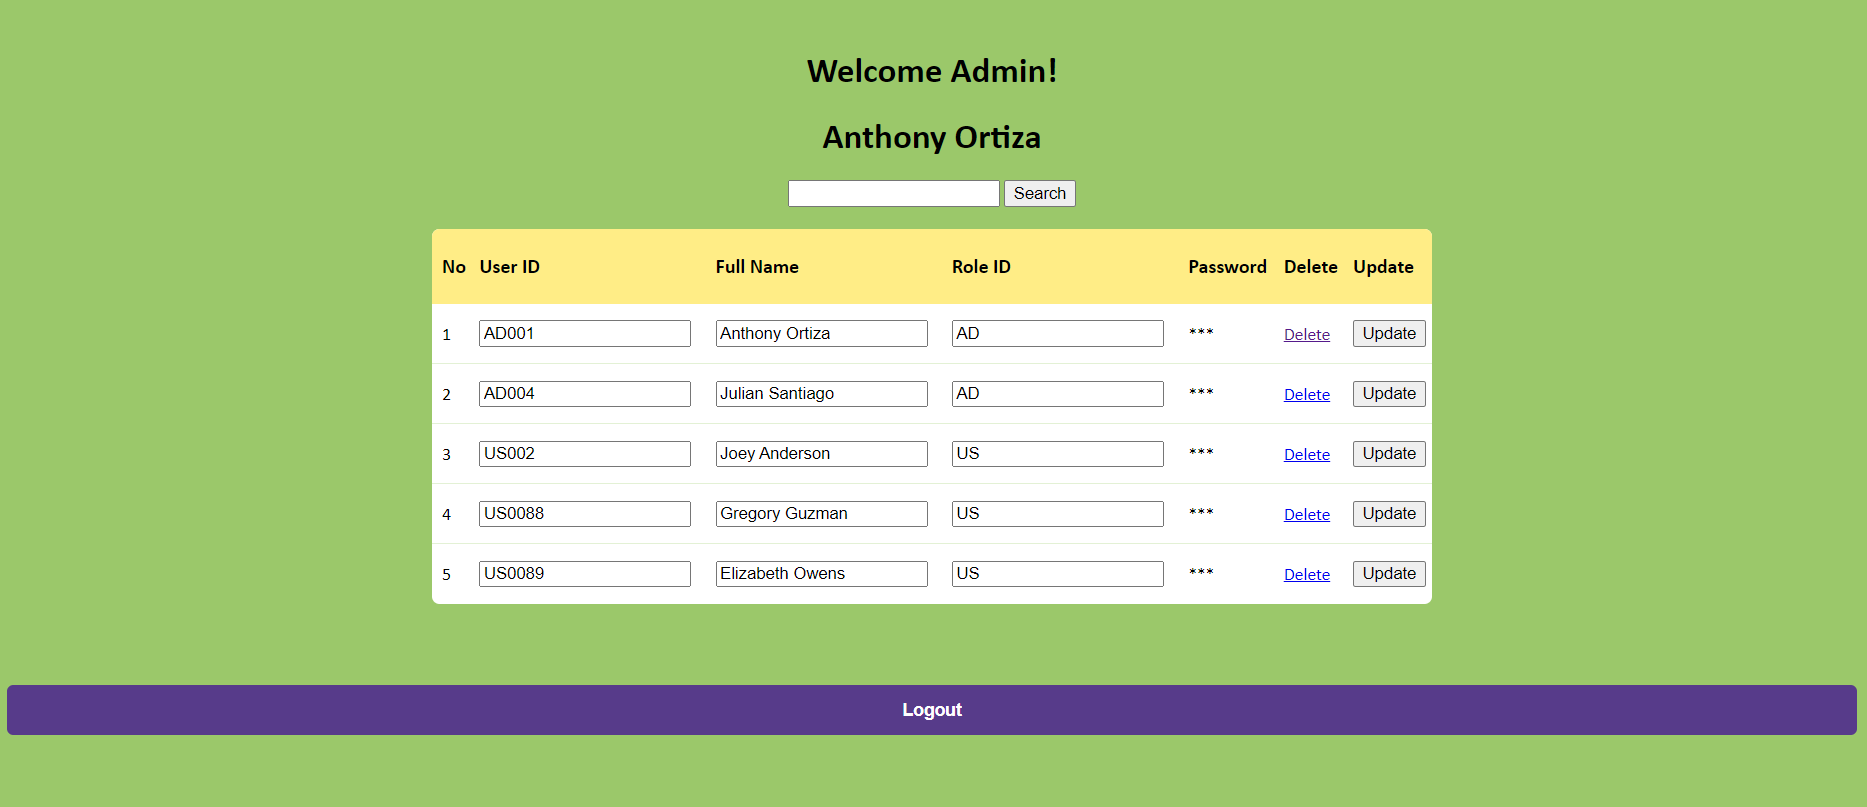 Welcome Admin!
Anthony Ortiza
Search
No User ID Full Name Role ID Password Delete Update
1 AD001 Anthony Ortiza AD *** Delete Update
2 AD004 Julian Santiago AD *** Delete Update
3 US002 Joey Anderson US *** Delete Update
4 US0088 Gregory Guzman US *** Delete Update
5 US0089 Elizabeth Owens US *** Delete Update
Logout